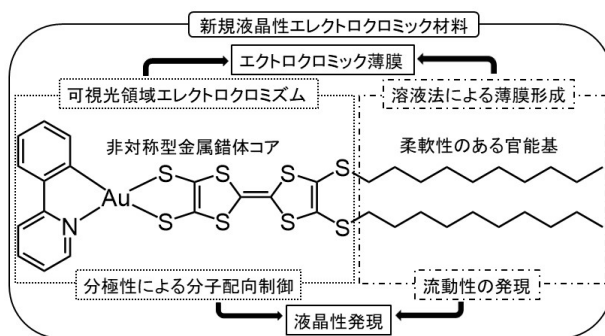 新規液晶性エレクトロクロミック材料
エクトロクロミック薄膜
可視光領域エレクトロクロミズム
溶液法による薄膜形成
非対称型金属錯体コア
柔軟性のある官能基
S S S S
Au
N S S S S
分極性による分子配向制御
流動性の発現
液晶性発現